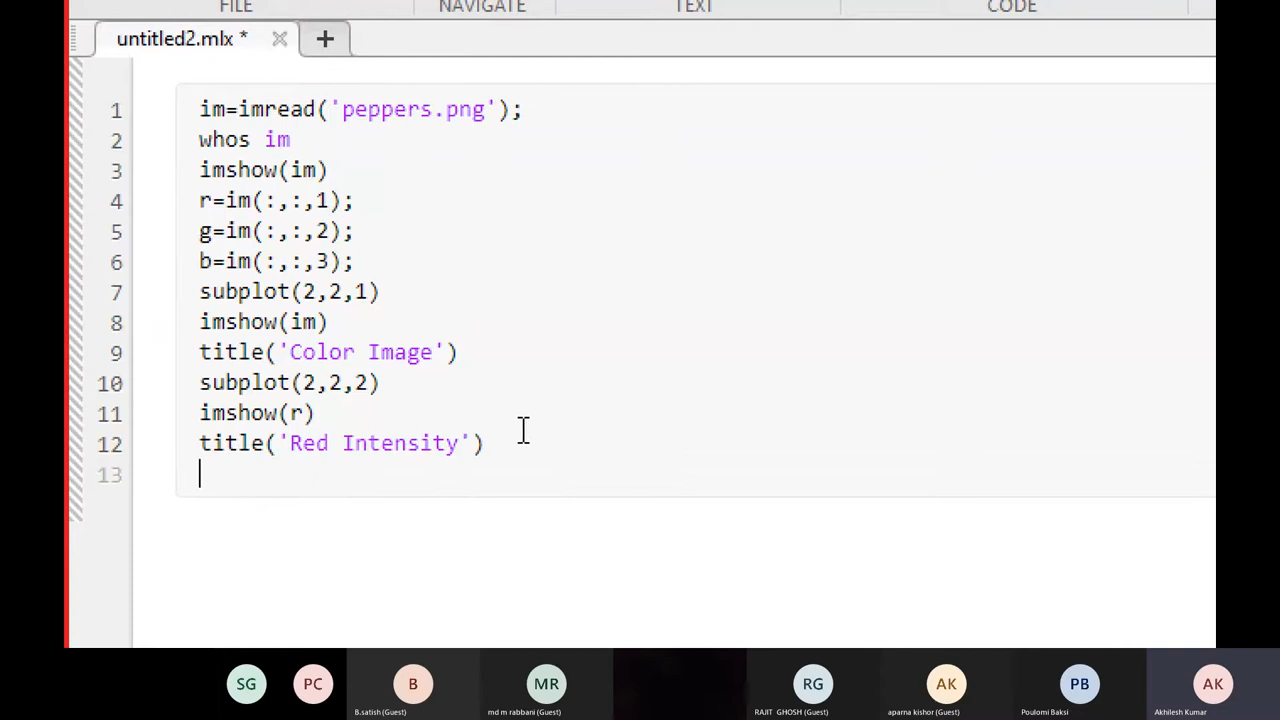 FILE NAVIGATE TEXT CODE
untitled2.mlx *
1 im=imread('peppers.png');
2 whos im
3 imshow(im)
4 r=im(:,:,1);
5 g=im(:,:,2);
6 b=im(:,:,3);
7 subplot(2,2,1)
8 imshow(im)
9 title('Color Image')
10 subplot(2,2,2)
11 imshow(r)
12 title('Red Intensity')
13
SG PC B MR RG AK PB AK
B.satish (Guest) md m rabbani (Guest) RAJIT GHOSH (Guest) aparna kishor (Guest) Poulomi Baksi Akhilesh Kumar